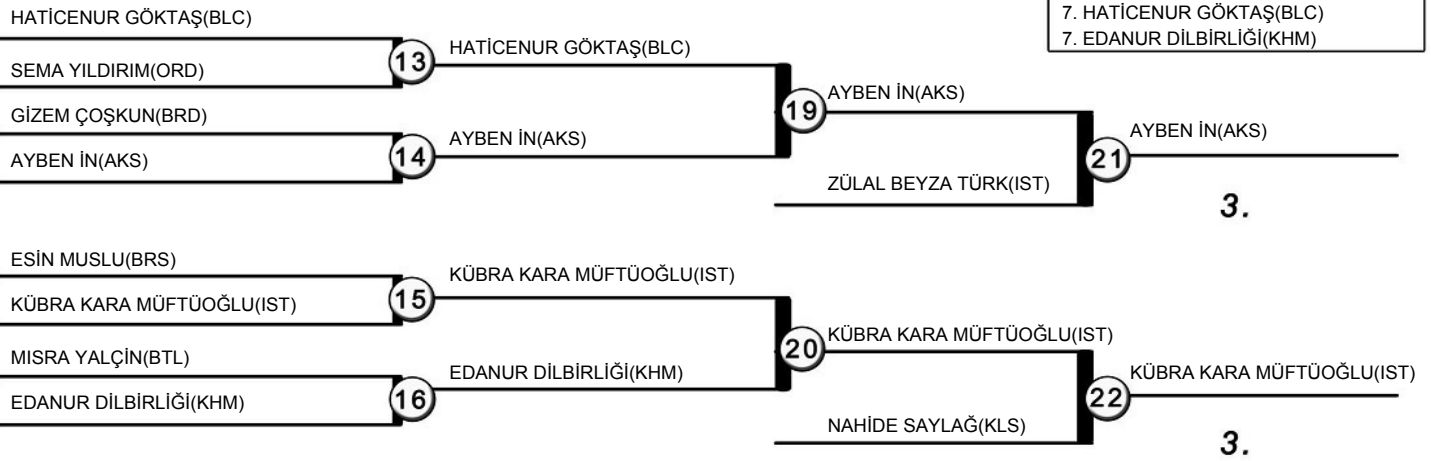 HATİCENUR GÖKTAŞ(BLC)
7. HATİCENUR GÖKTAŞ(BLC)
7. EDANUR DİLBİRLİĞİ(KHM)
13
HATİCENUR GÖKTAŞ(BLC)
SEMA YILDIRIM(ORD)
19
AYBEN İN(AKS)
GİZEM ÇOŞKUN(BRD)
14
AYBEN İN(AKS)
21
AYBEN İN(AKS)
AYBEN İN(AKS)
ZÜLAL BEYZA TÜRK(IST)
3.
ESİN MUSLU(BRS)
15
KÜBRA KARA MÜFTÜOĞLU(IST)
KÜBRA KARA MÜFTÜOĞLU(IST)
20
KÜBRA KARA MÜFTÜOĞLU(IST)
MISRA YALÇİN(BTL)
16
EDANUR DİLBİRLİĞİ(KHM)
22
KÜBRA KARA MÜFTÜOĞLU(IST)
EDANUR DİLBİRLİĞİ(KHM)
NAHİDE SAYLAĞ(KLS)
3.